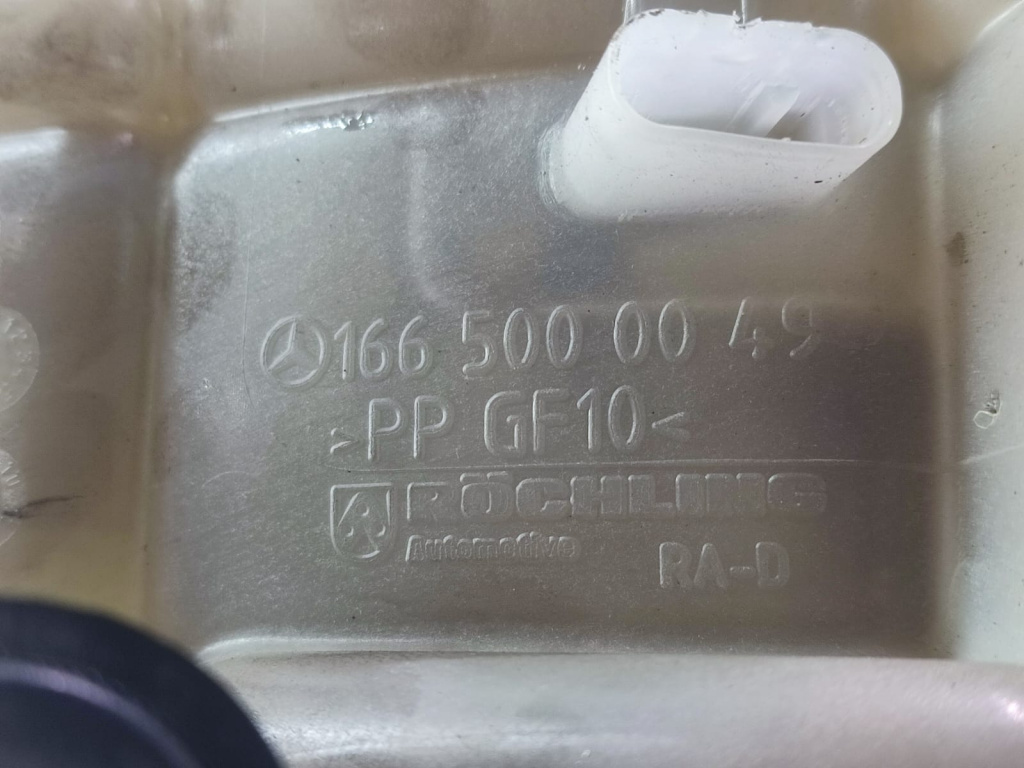 166 500 00 49
>PP GF10<
RÖCHLING
Automotive
RA-D